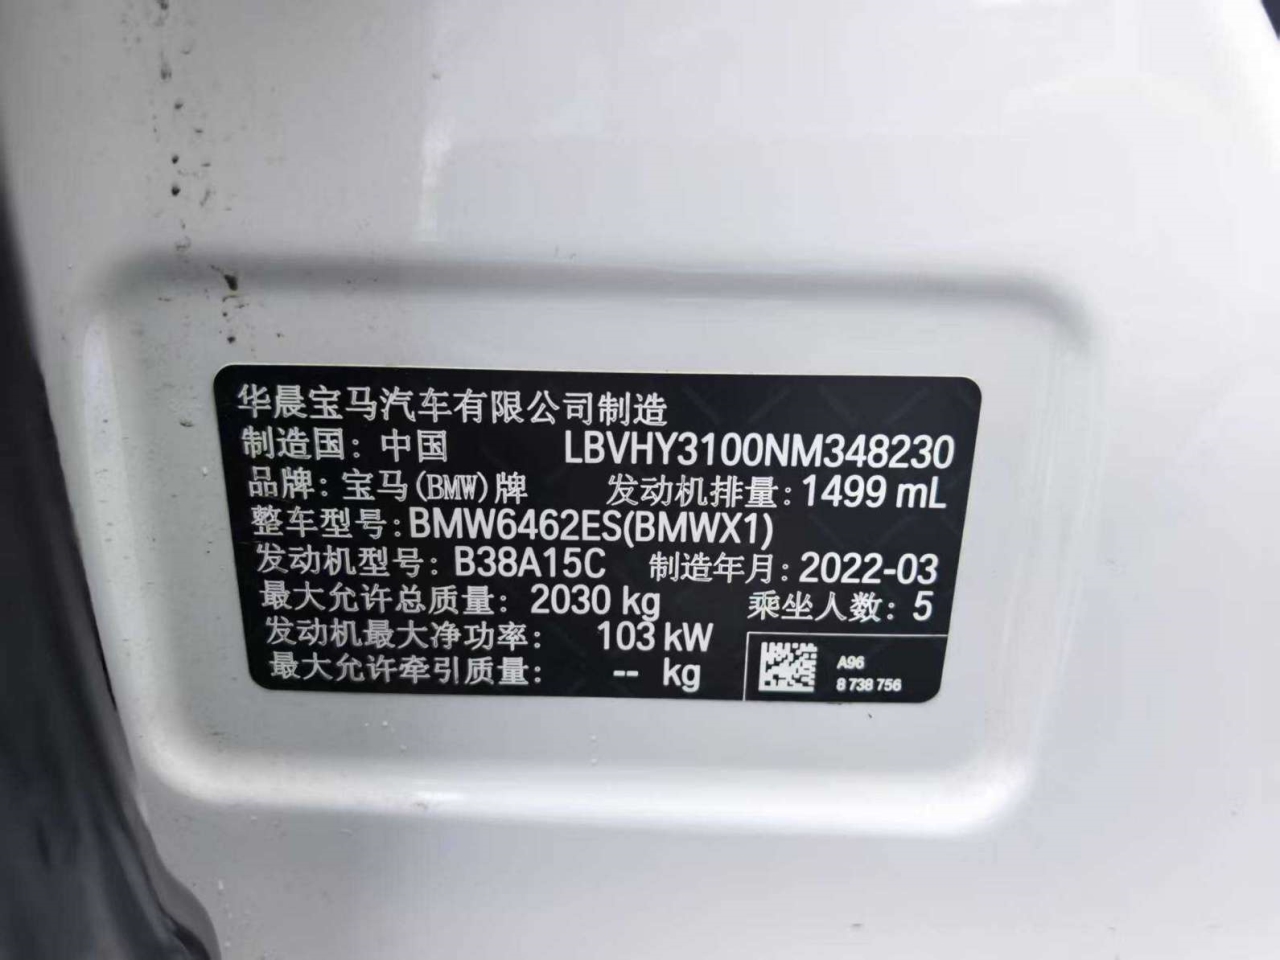 华晨宝马汽车有限公司制造
制造国：中国 LBVHY3100NM348230
品牌：宝马(BMW)牌 发动机排量：1499 mL
整车型号：BMW6462ES(BMWX1)
发动机型号：B38A15C 制造年月：2022-03
最大允许总质量：2030 kg 乘坐人数：5
发动机最大净功率：103 kW
最大允许牵引质量：-- kg
A96
8 738 756